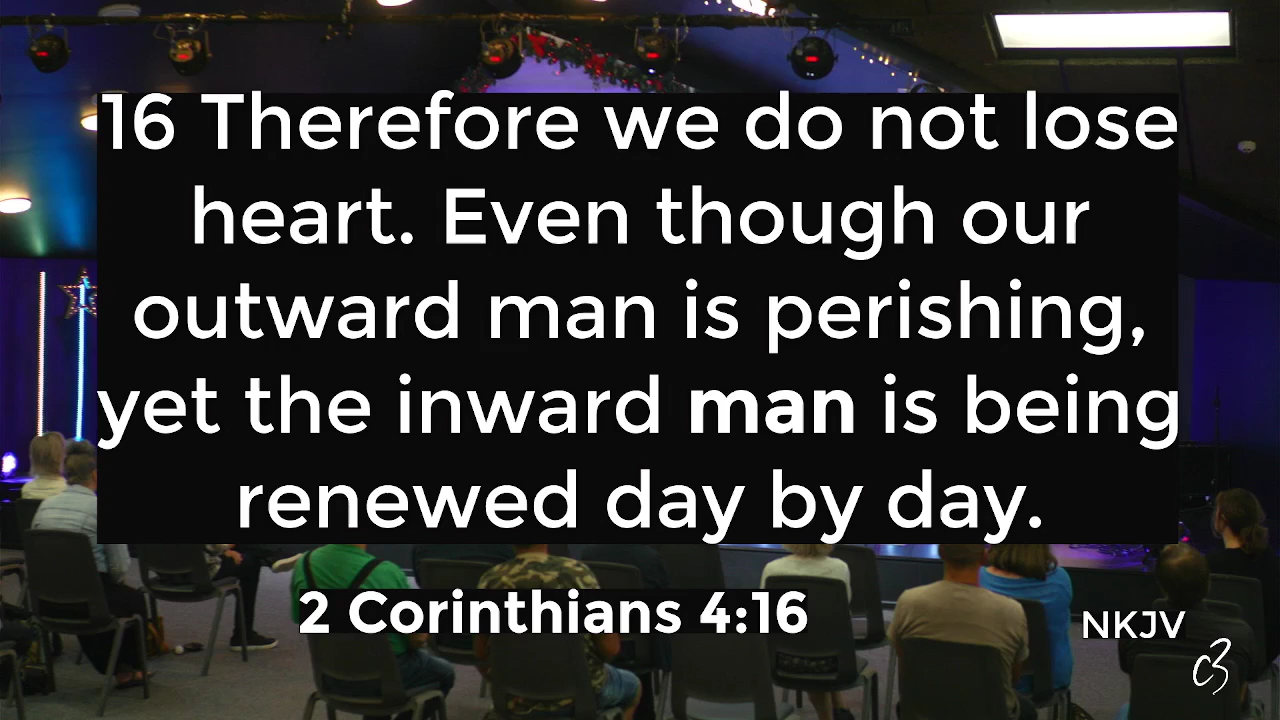 16 Therefore we do not lose
heart. Even though our
outward man is perishing,
yet the inward man is being
renewed day by day.
2 Corinthians 4:16
NKJV
c3